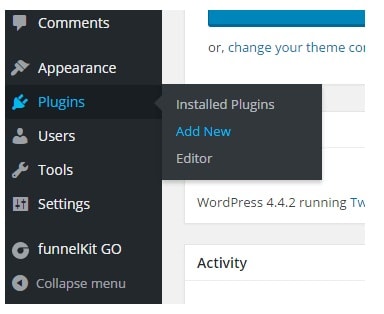 Comments
or, change your theme con
Appearance
Plugins
Installed Plugins
Add New
Editor
Users
Tools
Settings
WordPress 4.4.2 running Tw
funnelKit GO
Collapse menu
Activity